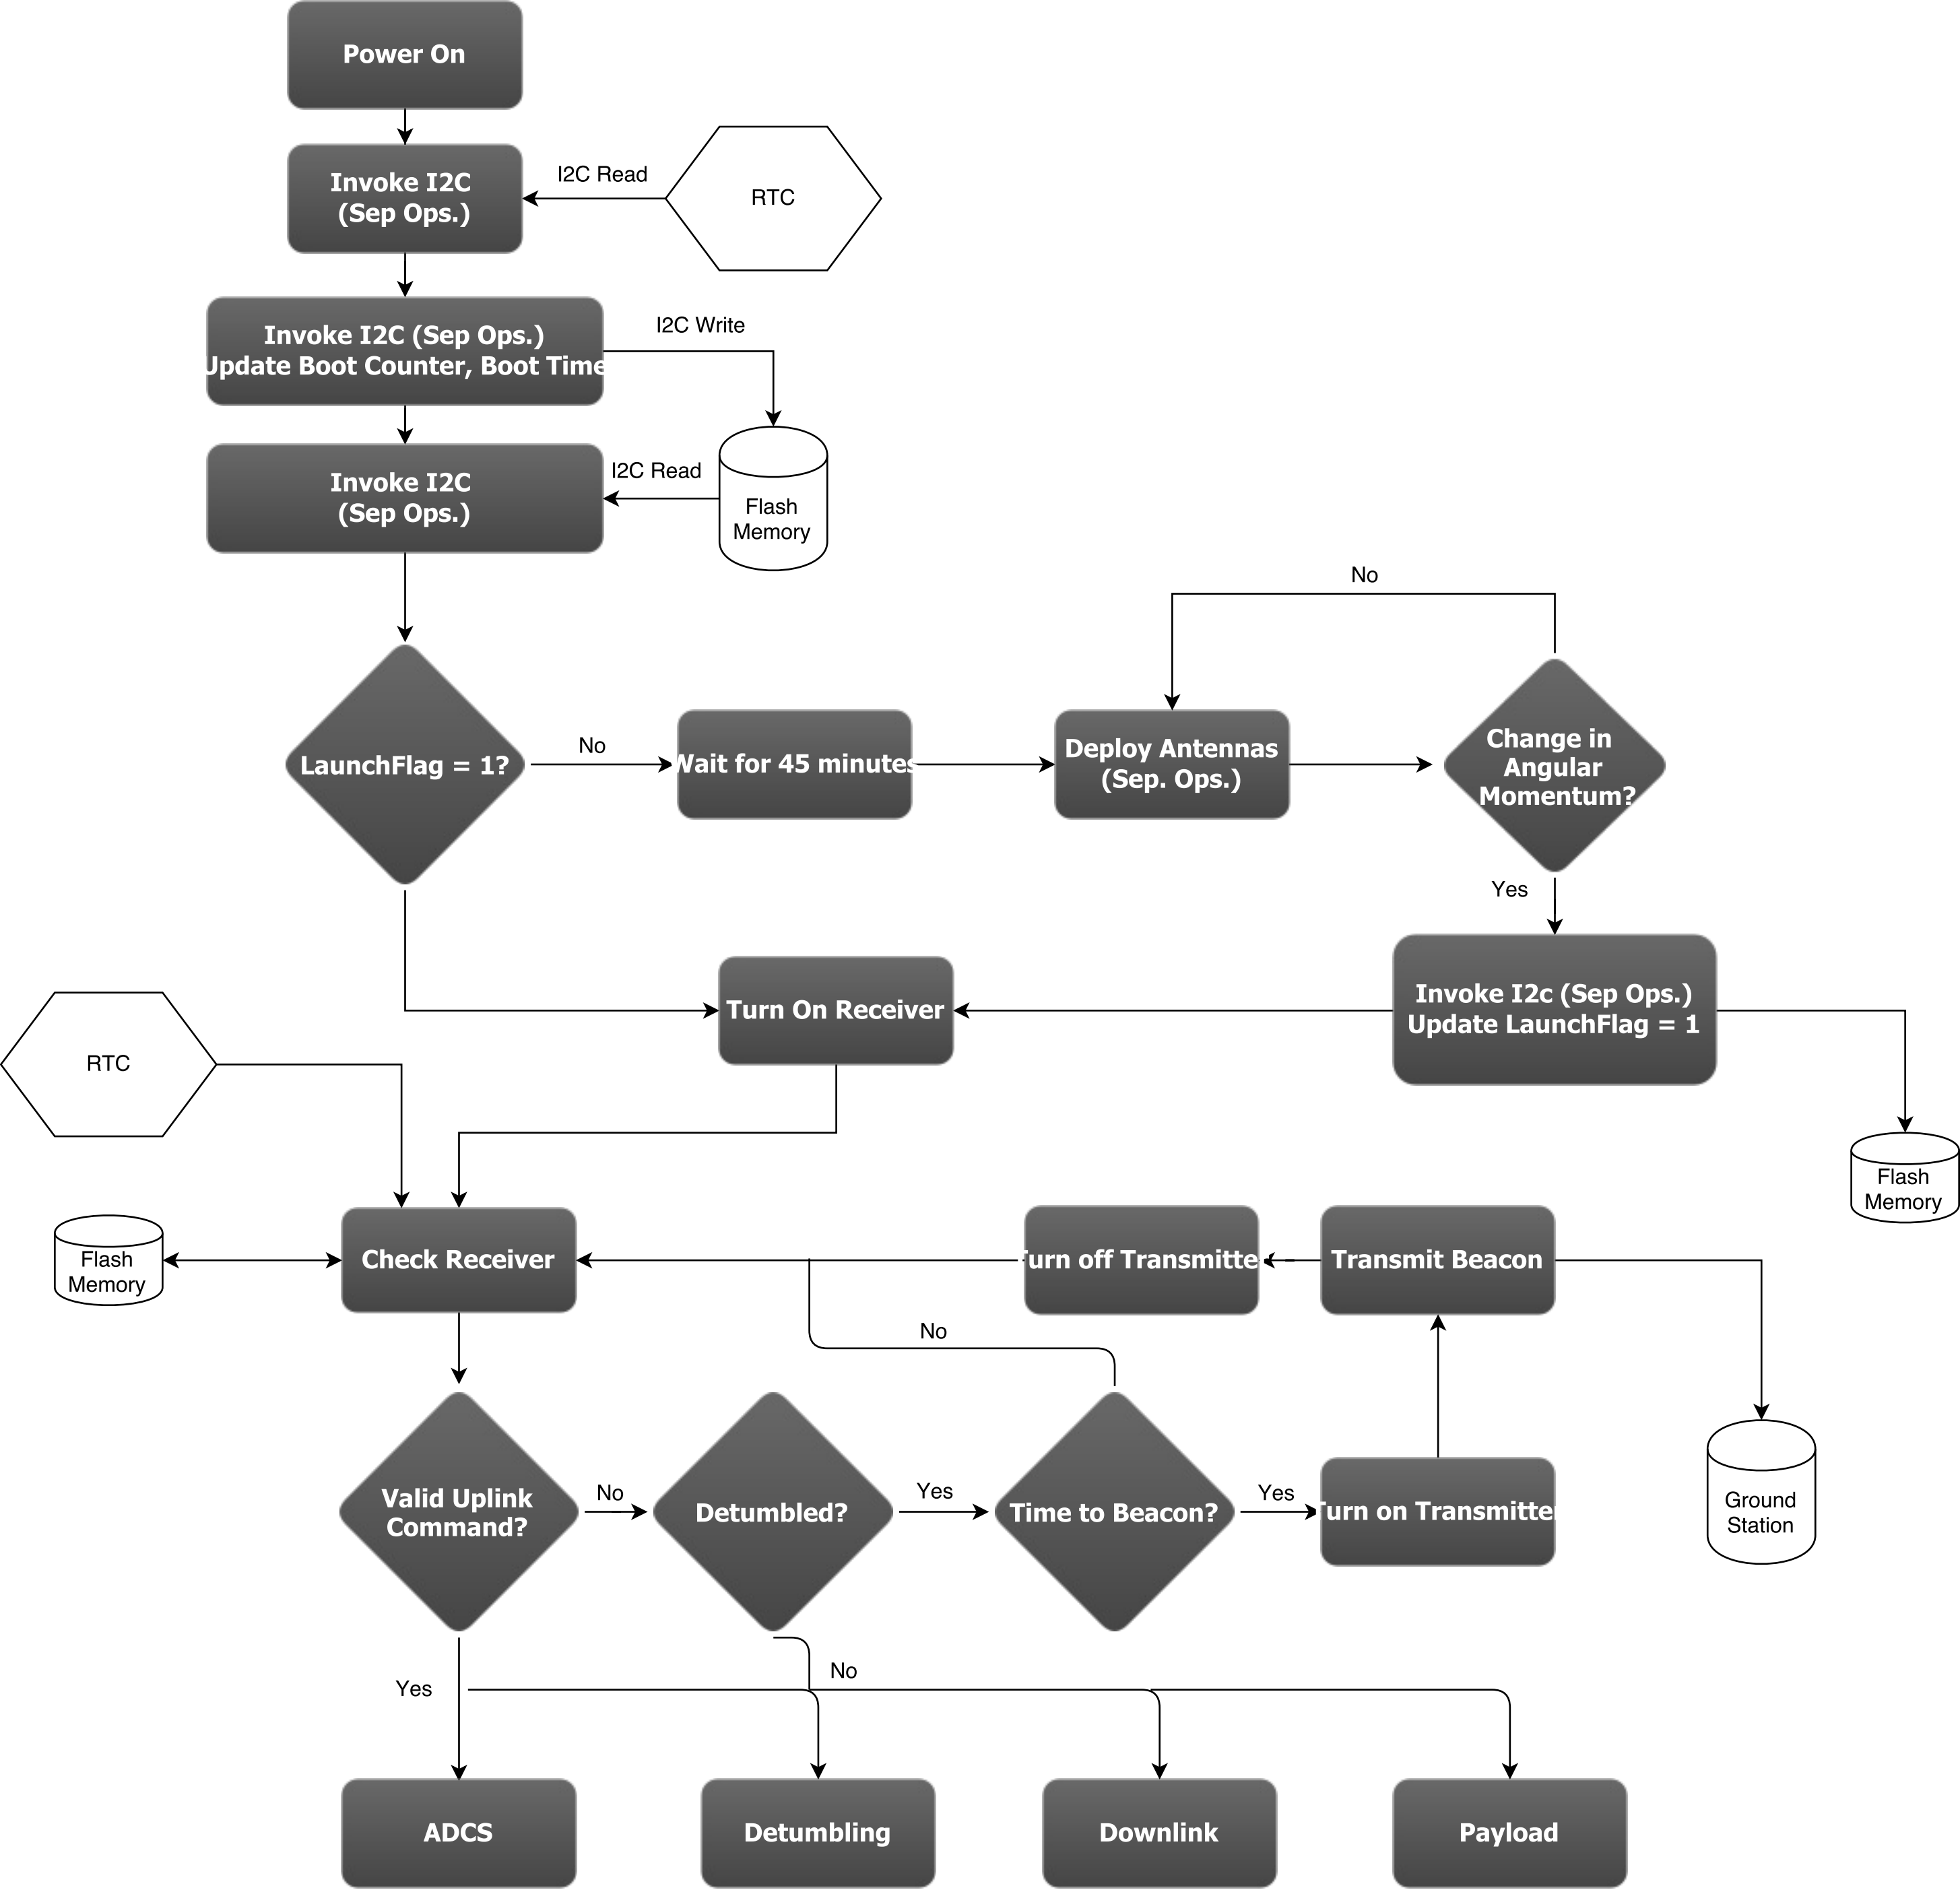 Power On
Invoke I2C
(Sep Ops.)
I2C Read
RTC
Invoke I2C (Sep Ops.)
Update Boot Counter, Boot Time
I2C Write
Invoke I2C
(Sep Ops.)
I2C Read
Flash
Memory
No
LaunchFlag = 1?
No
Wait for 45 minutes
Deploy Antennas
(Sep. Ops.)
Change in
Angular
Momentum?
Yes
Turn On Receiver
Invoke I2c (Sep Ops.)
Update LaunchFlag = 1
RTC
Flash
Memory
Flash
Memory
Check Receiver
Turn off Transmitte
Transmit Beacon
No
Valid Uplink
Command?
No
Detumbled?
Yes
Time to Beacon?
Yes
Turn on Transmitter
Ground
Station
Yes
No
ADCS
Detumbling
Downlink
Payload